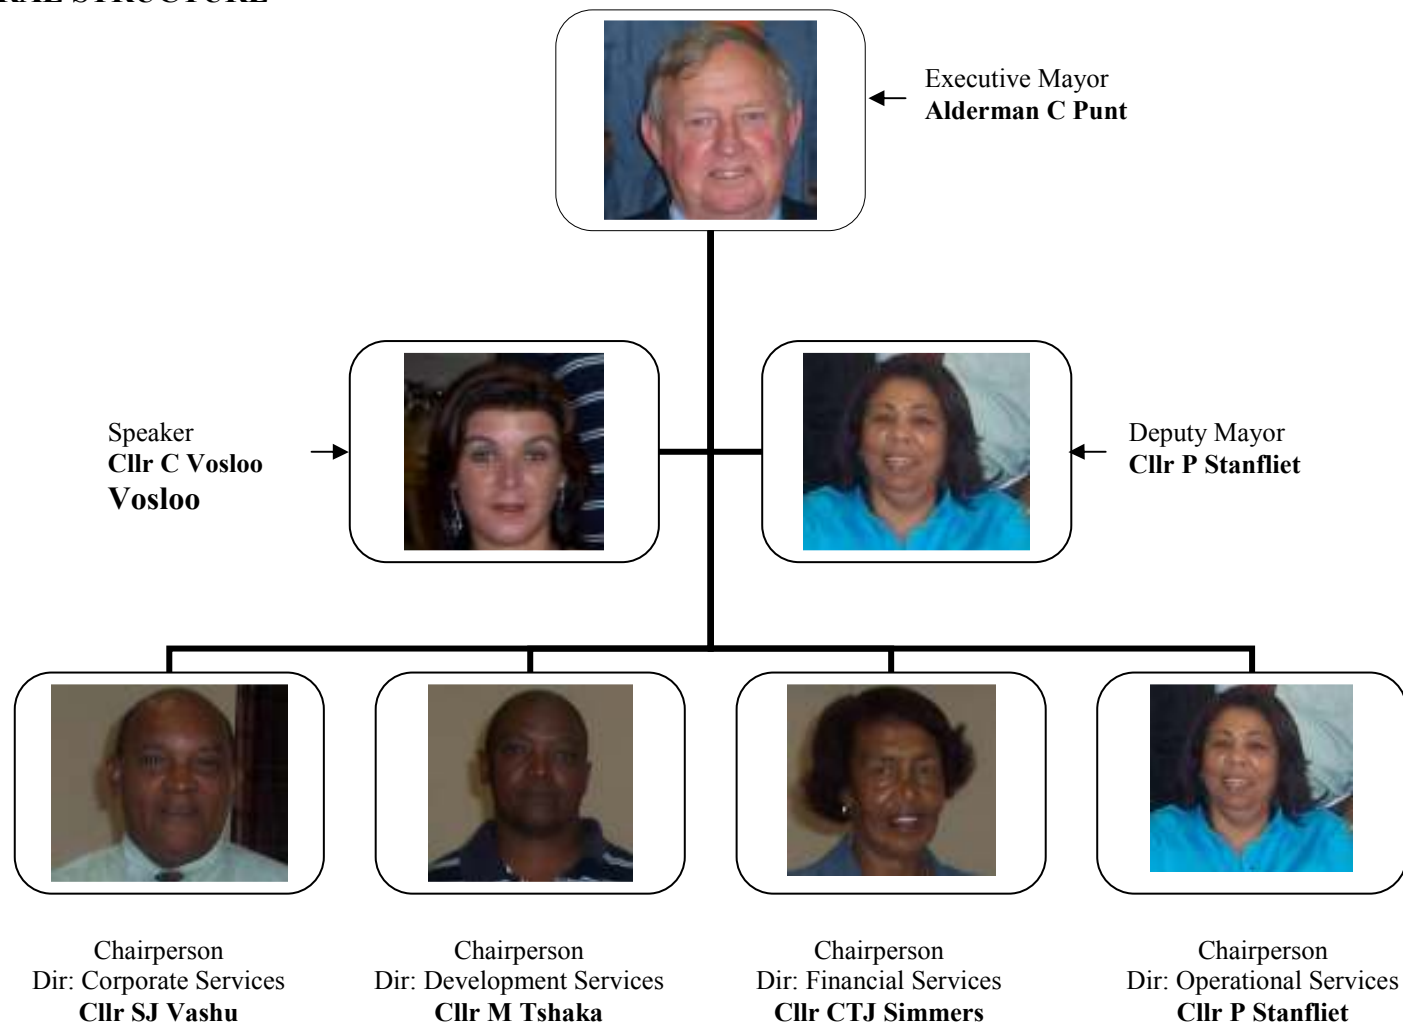 Executive Mayor
Alderman C Punt
Speaker
Cllr C Vosloo
Vosloo
Deputy Mayor
Cllr P Stanfliet
Chairperson
Dir: Corporate Services
Cllr SJ Vashu
Chairperson
Dir: Development Services
Cllr M Tshaka
Chairperson
Dir: Financial Services
Cllr CTJ Simmers
Chairperson
Dir: Operational Services
Cllr P Stanfliet